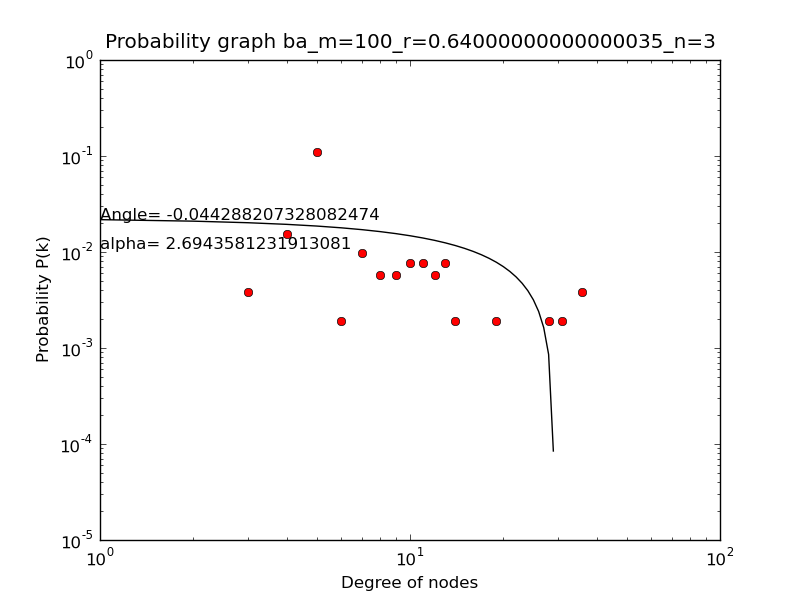 Probability graph ba_m=100_r=0.64000000000000035_n=3
10^0
10^-1
Angle= -0.044288207328082474
alpha= 2.6943581231913081
10^-2
Probability P(k)
10^-3
10^-4
10^-5
10^0 10^1 10^2
Degree of nodes